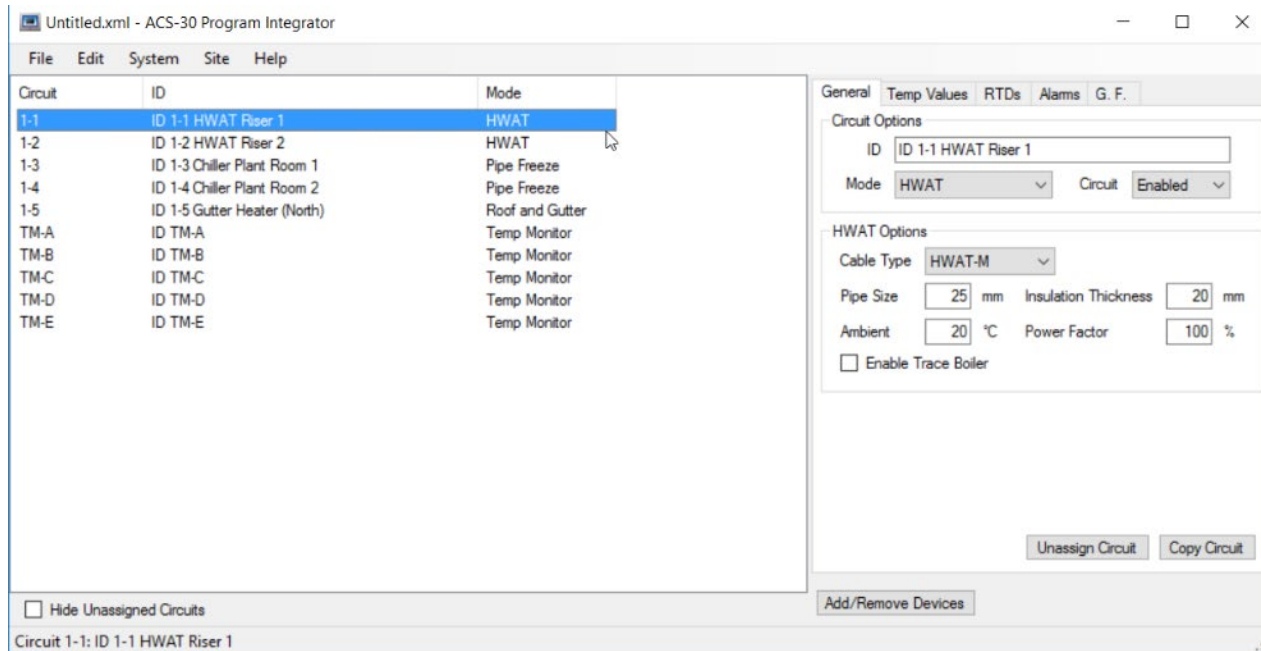 Untitled.xml - ACS-30 Program Integrator
File Edit System Site Help
Circuit ID Mode
1-1 ID 1-1 HWAT Riser 1 HWAT
1-2 ID 1-2 HWAT Riser 2 HWAT
1-3 ID 1-3 Chiller Plant Room 1 Pipe Freeze
1-4 ID 1-4 Chiller Plant Room 2 Pipe Freeze
1-5 ID 1-5 Gutter Heater (North) Roof and Gutter
TM-A ID TM-A Temp Monitor
TM-B ID TM-B Temp Monitor
TM-C ID TM-C Temp Monitor
TM-D ID TM-D Temp Monitor
TM-E ID TM-E Temp Monitor
Hide Unassigned Circuits
Circuit 1-1: ID 1-1 HWAT Riser 1
General Temp Values RTDs Alarms G. F.
Circuit Options
ID ID 1-1 HWAT Riser 1
Mode HWAT Circuit Enabled
HWAT Options
Cable Type HWAT-M
Pipe Size 25 mm Insulation Thickness 20 mm
Ambient 20 °C Power Factor 100 %
Enable Trace Boiler
Unassign Circuit Copy Circuit
Add/Remove Devices